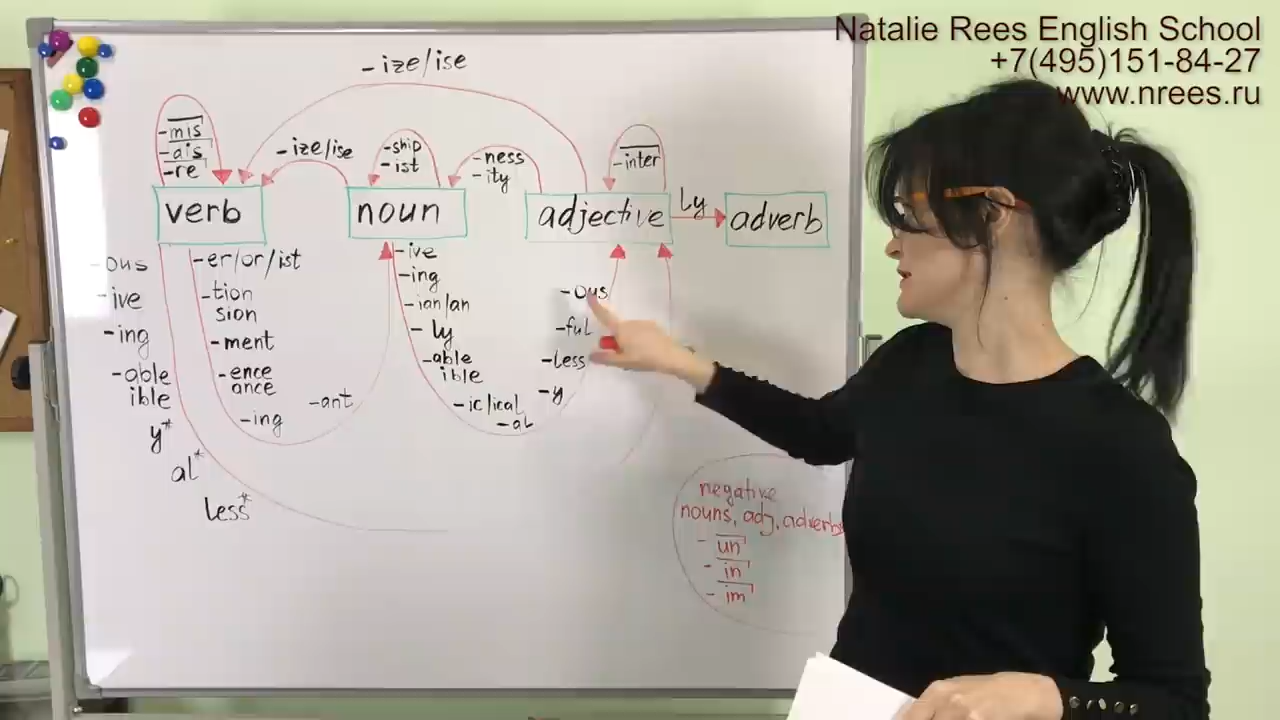 Natalie Rees English School
+7(495)151-84-27
www.nrees.ru
-ize/ise
-mis
-dis
-re
-ize/ise
-ship
-ist
-ness
-ity
-inter
verb
noun
adjective
ly
adverb
-ous
-ive
-ing
-able
ible
y*
al*
less*
-er/or/ist
-tion
sion
-ment
-ence
ance
-ing
-ant
-ive
-ing
-ian/an
-ly
-able
ible
-ic/ical
-al
-ous
-ful
-less
-y
negative
nouns, adj, adverbs
- un
- in
- im